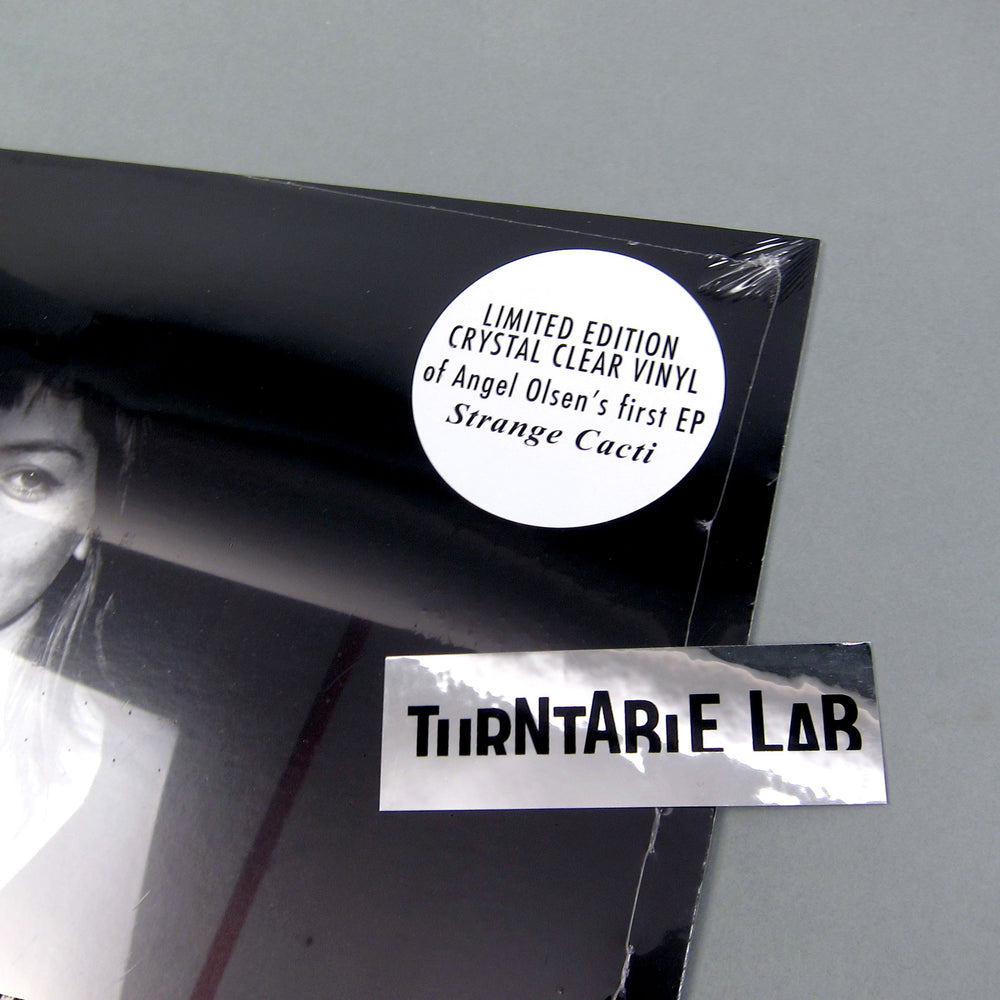 LIMITED EDITION
CRYSTAL CLEAR VINYL
of Angel Olsen's first EP
Strange Cacti
TURNTABLE LAB